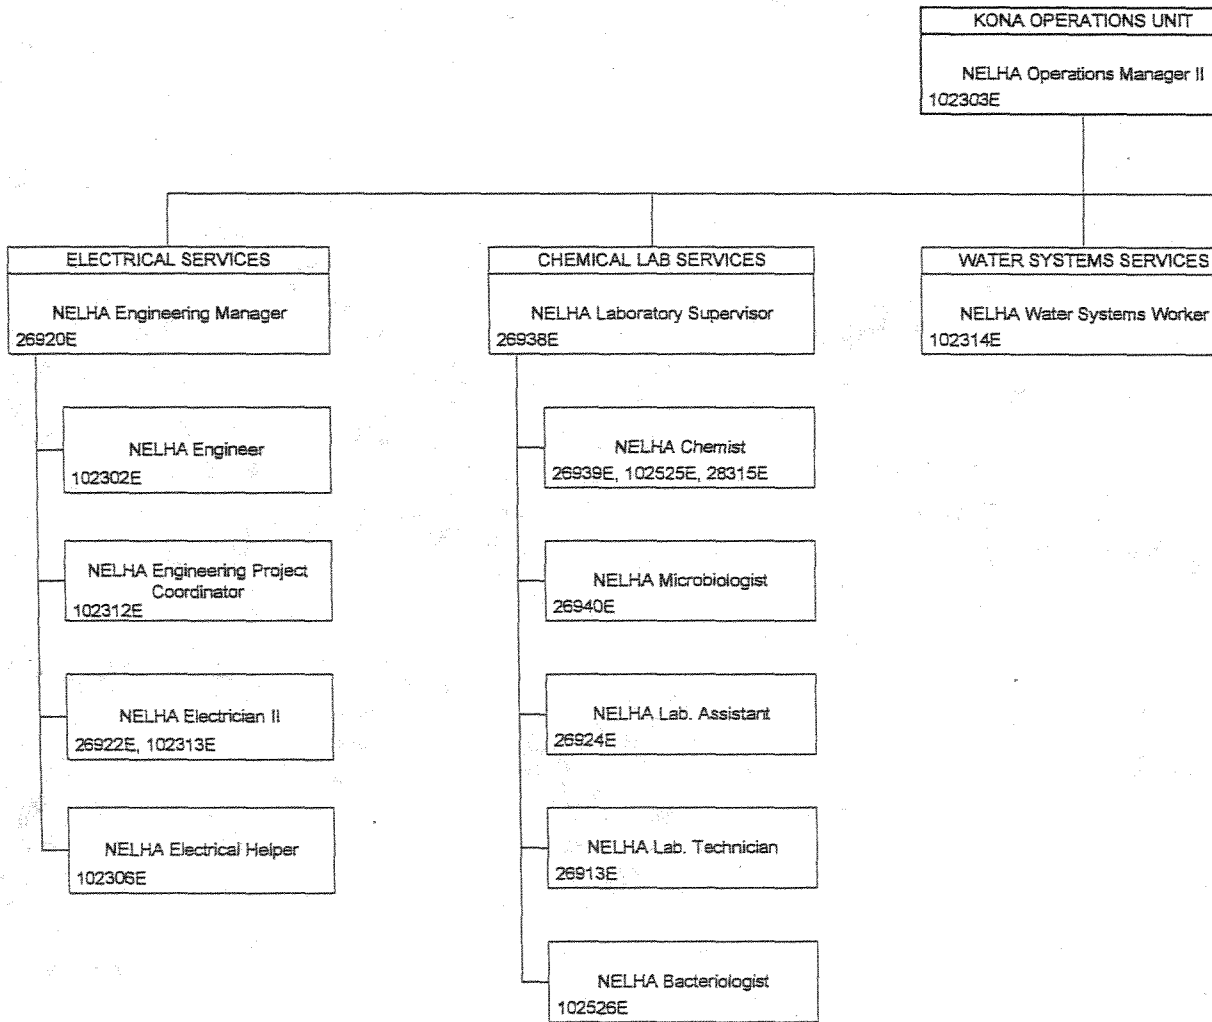 KONA OPERATIONS UNIT
NELHA Operations Manager II
102303E
ELECTRICAL SERVICES
NELHA Engineering Manager
26920E
NELHA Engineer
102302E
NELHA Engineering Project
Coordinator
102312E
NELHA Electrician II
26922E, 102313E
NELHA Electrical Helper
102306E
CHEMICAL LAB SERVICES
NELHA Laboratory Supervisor
26938E
NELHA Chemist
26939E, 102525E, 28315E
NELHA Microbiologist
26940E
NELHA Lab. Assistant
26924E
NELHA Lab. Technician
26913E
NELHA Bacteriologist
102526E
WATER SYSTEMS SERVICES
NELHA Water Systems Worker
102314E